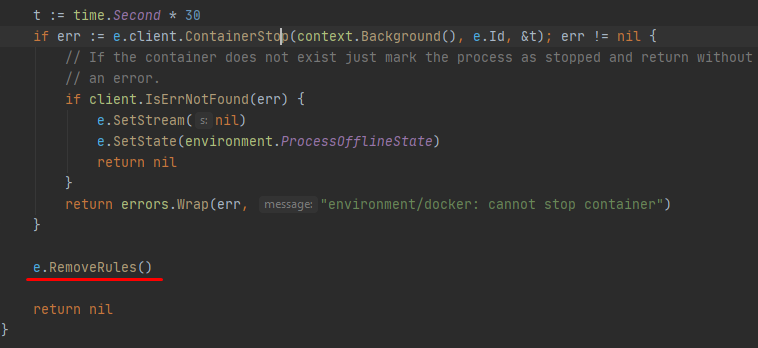 t := time.Second * 30
if err := e.client.ContainerStop(context.Background(), e.Id, &t); err != nil {
// If the container does not exist just mark the process as stopped and return without
// an error.
if client.IsErrNotFound(err) {
e.SetStream( s: nil)
e.SetState(environment.ProcessOfflineState)
return nil
}
return errors.Wrap(err, message: "environment/docker: cannot stop container")
}
e.RemoveRules()
return nil
}